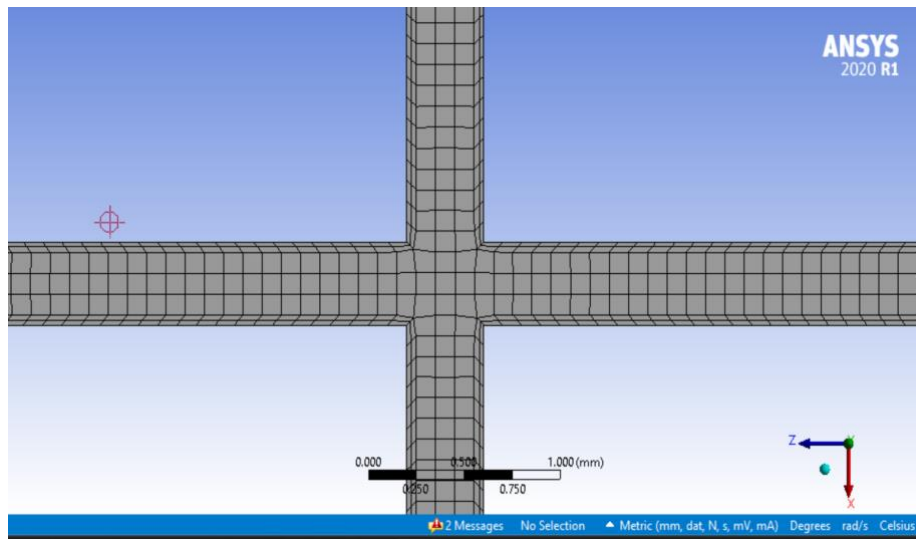 ANSYS
2020 R1
0.000 0.500 1.000 (mm)
0.250 0.750
Z
Y
X
2 Messages No Selection Metric (mm, dat, N, s, mV, mA) Degrees rad/s Celsius